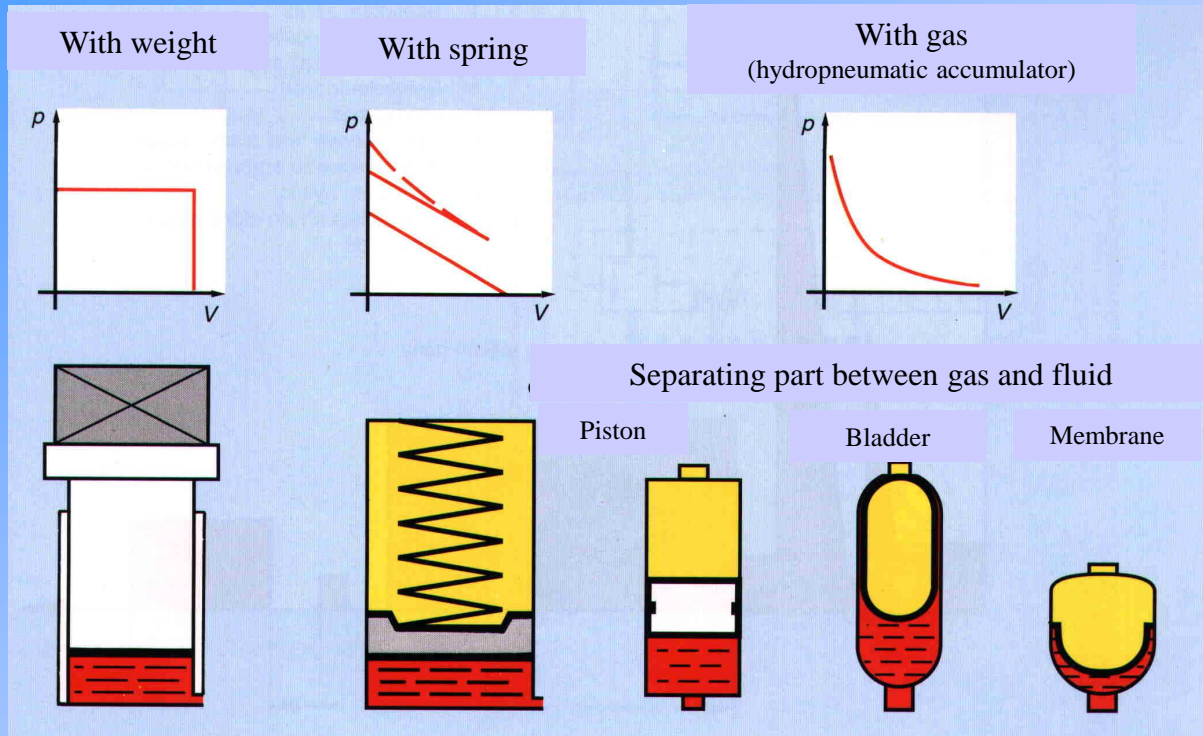 With weight
With spring
With gas
(hydropneumatic accumulator)
p
V
p
V
p
V
Separating part between gas and fluid
Piston
Bladder
Membrane